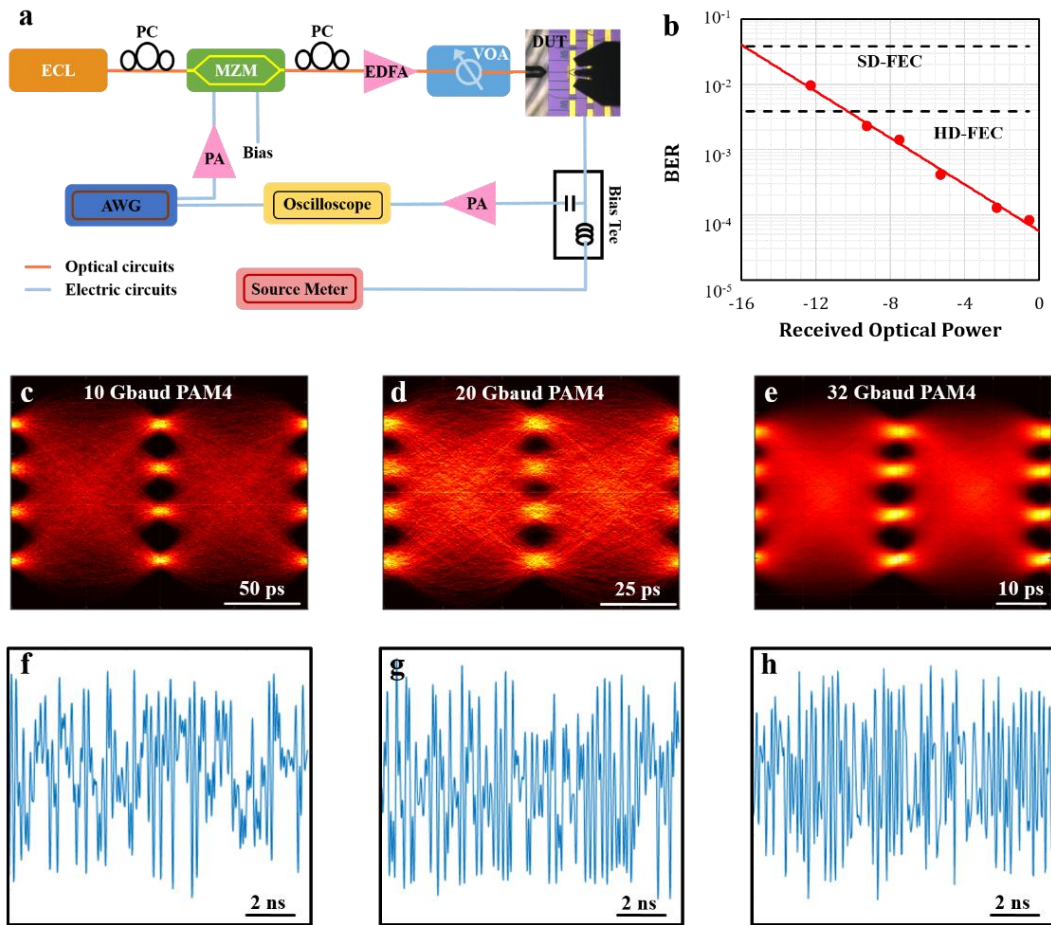 a
PC
PC
ECL
MZM
EDFA
VOA
DUT
PA
Bias
AWG
Oscilloscope
PA
Bias Tee
Optical circuits
Electric circuits
Source Meter
b
10-1
10-2
10-3
10-4
10-5
BER
SD-FEC
HD-FEC
-16
-12
-8
-4
0
Received Optical Power
c
10 Gbaud PAM4
50 ps
d
20 Gbaud PAM4
25 ps
e
32 Gbaud PAM4
10 ps
f
2 ns
g
2 ns
h
2 ns